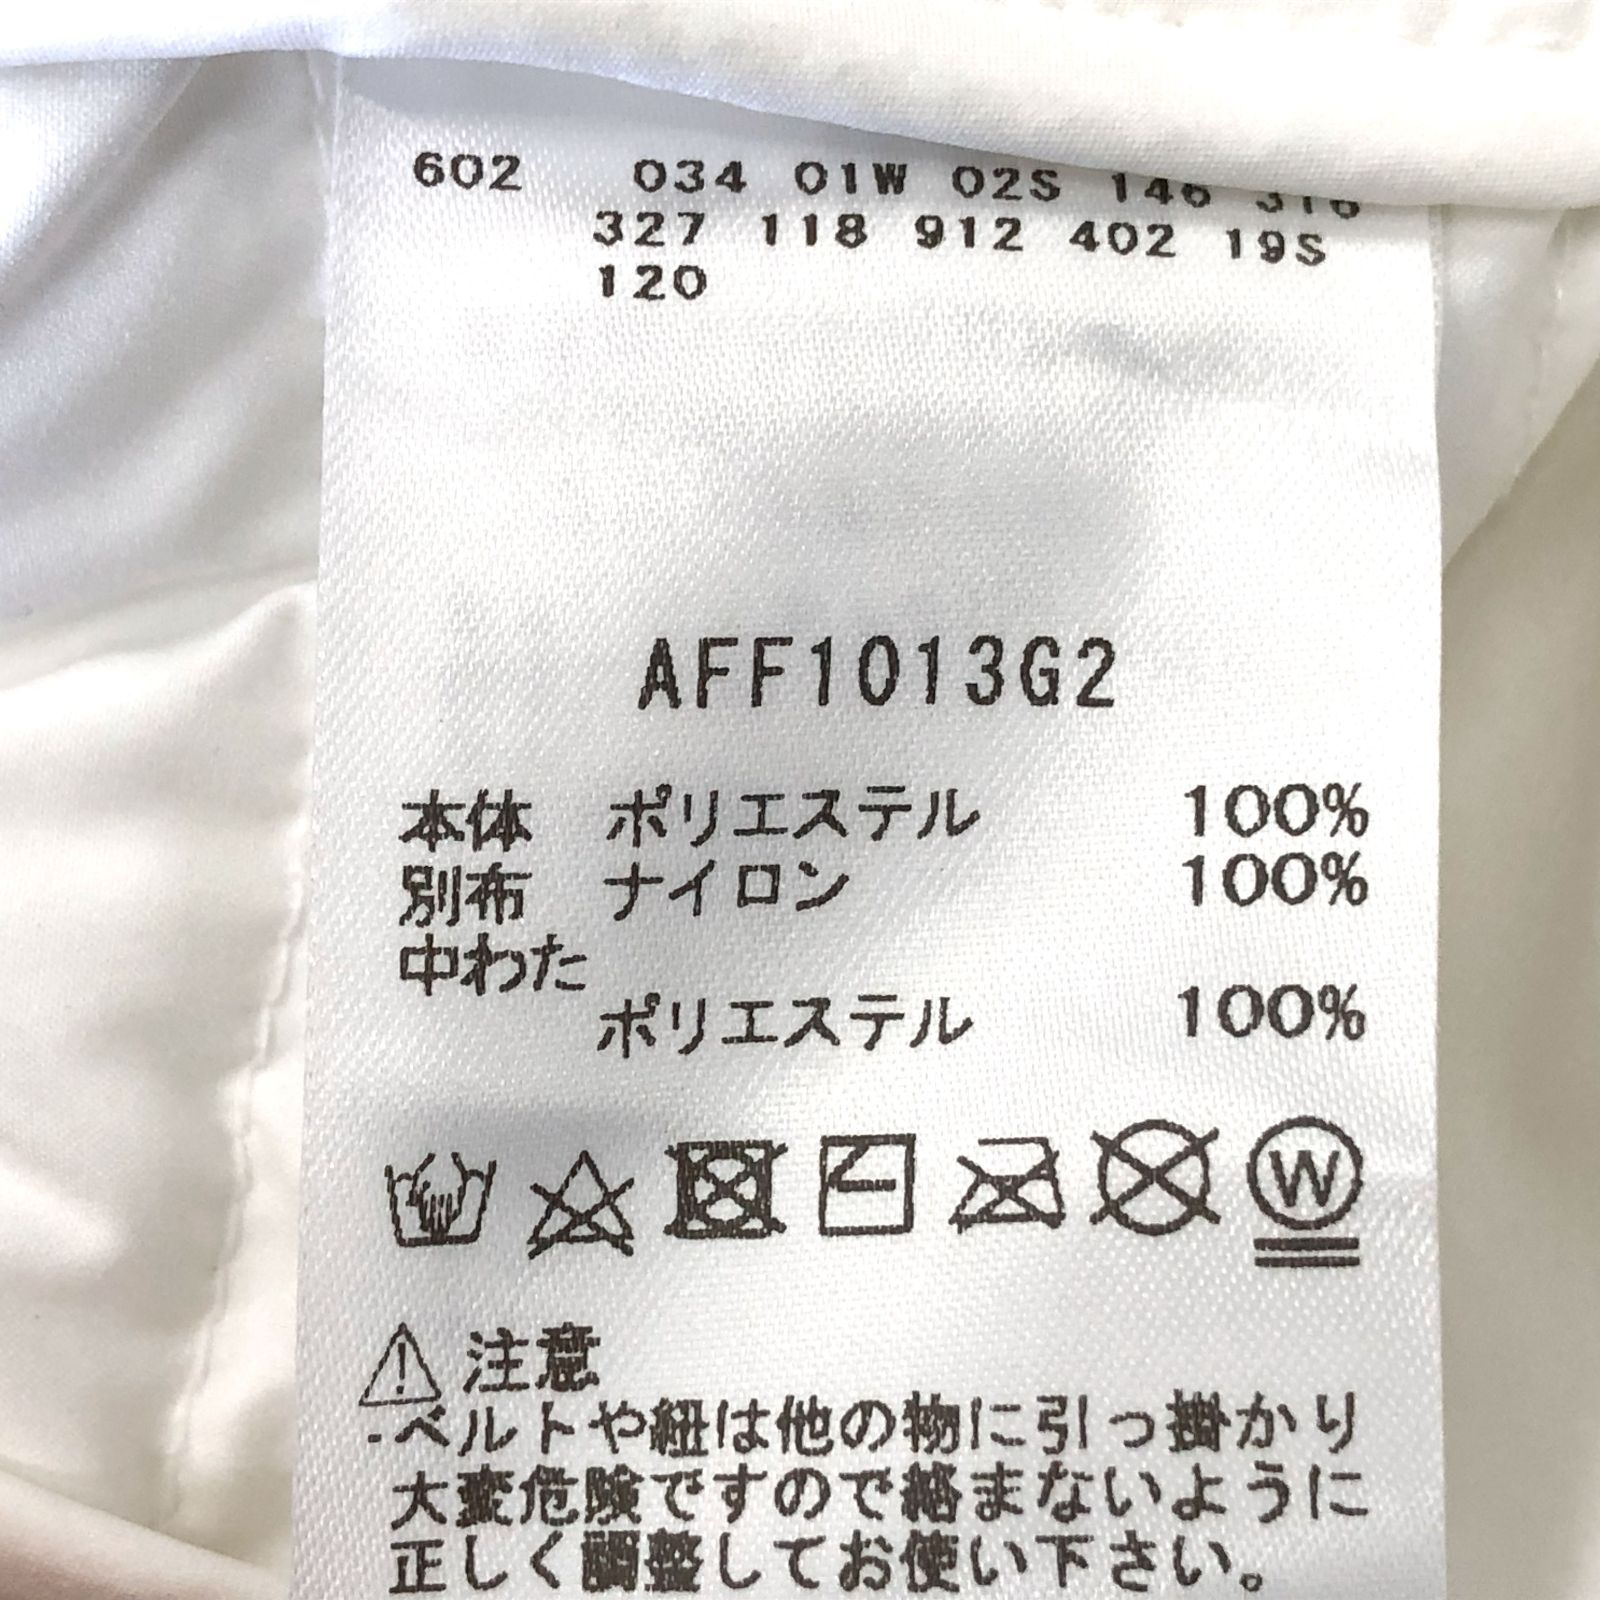 602 034 01W 02S 146 316
327 118 912 402 19S
120
AFF1013G2
本体 ポリエステル 100%
別布 ナイロン 100%
中わた
ポリエステル 100%
W
注意
・ベルトや紐は他の物に引っ掛かり
大変危険ですので絡まないように
正しく調整してお使い下さい。